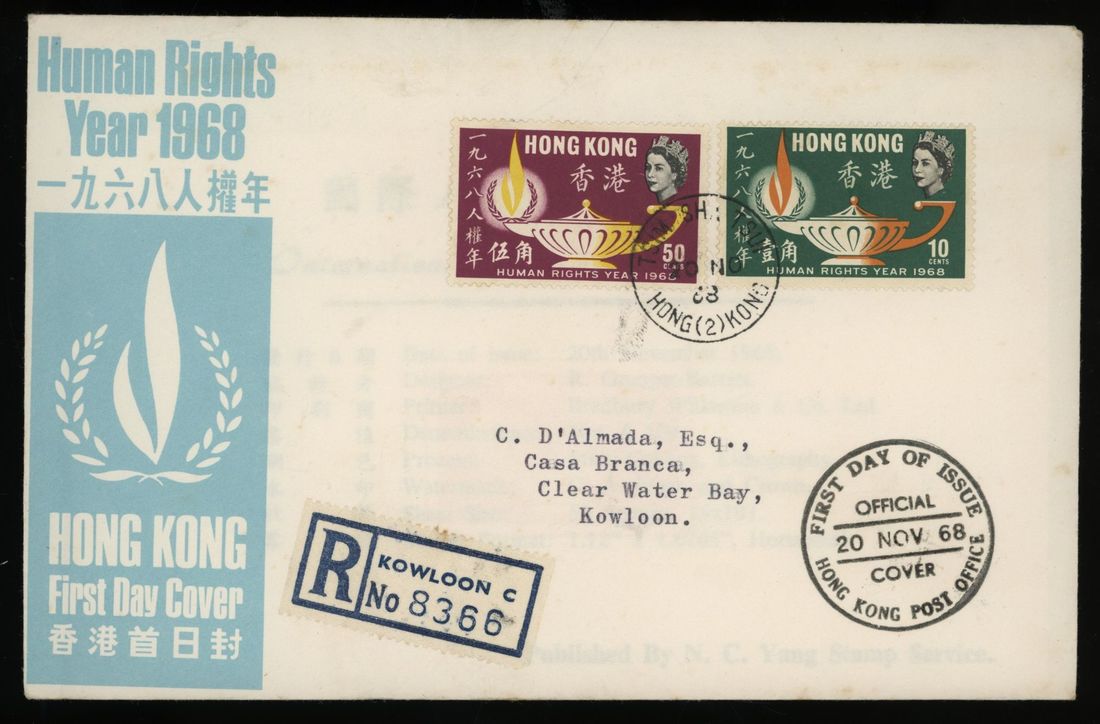 Human Rights
Year 1968
一九六八人權年
HONG KONG
First Day Cover
香港首日封
一九六八人權年
HONG KONG
香港
伍角
50
CENTS
HUMAN RIGHTS YEAR 1968
一九六八人權年
HONG KONG
香港
壹角
10
CENTS
HUMAN RIGHTS YEAR 1968
NO
68
HONG (2) KONG
C. D'Almada, Esq.,
Casa Branca,
Clear Water Bay,
Kowloon.
R
KOWLOON C
No 8366
FIRST DAY OF ISSUE
OFFICIAL
20 NOV 68
COVER
HONG KONG POST OFFICE
Published By N. C. Yang Stamp Service.